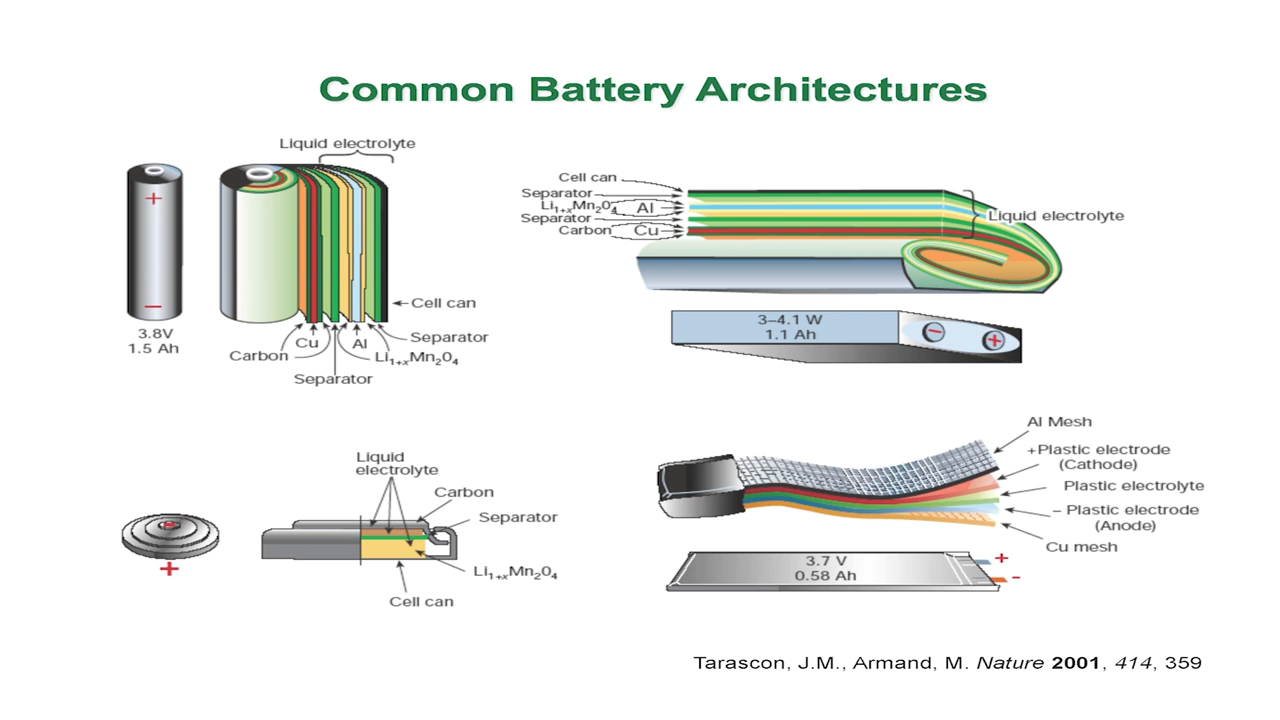 Common Battery Architectures
Liquid electrolyte
+
–
3.8V
1.5 Ah
Cell can
Separator
Cu
Al
Carbon
Li1+xMn2O4
Separator
Cell can
Separator
Li1+xMn2O4
Al
Separator
Carbon
Cu
Liquid electrolyte
3–4.1 W
1.1 Ah
–
+
Liquid
electrolyte
Carbon
Separator
Li1+xMn2O4
Cell can
+
Al Mesh
+Plastic electrode
(Cathode)
Plastic electrolyte
– Plastic electrode
(Anode)
Cu mesh
3.7 V
0.58 Ah
+
-
Tarascon, J.M., Armand, M. Nature 2001, 414, 359